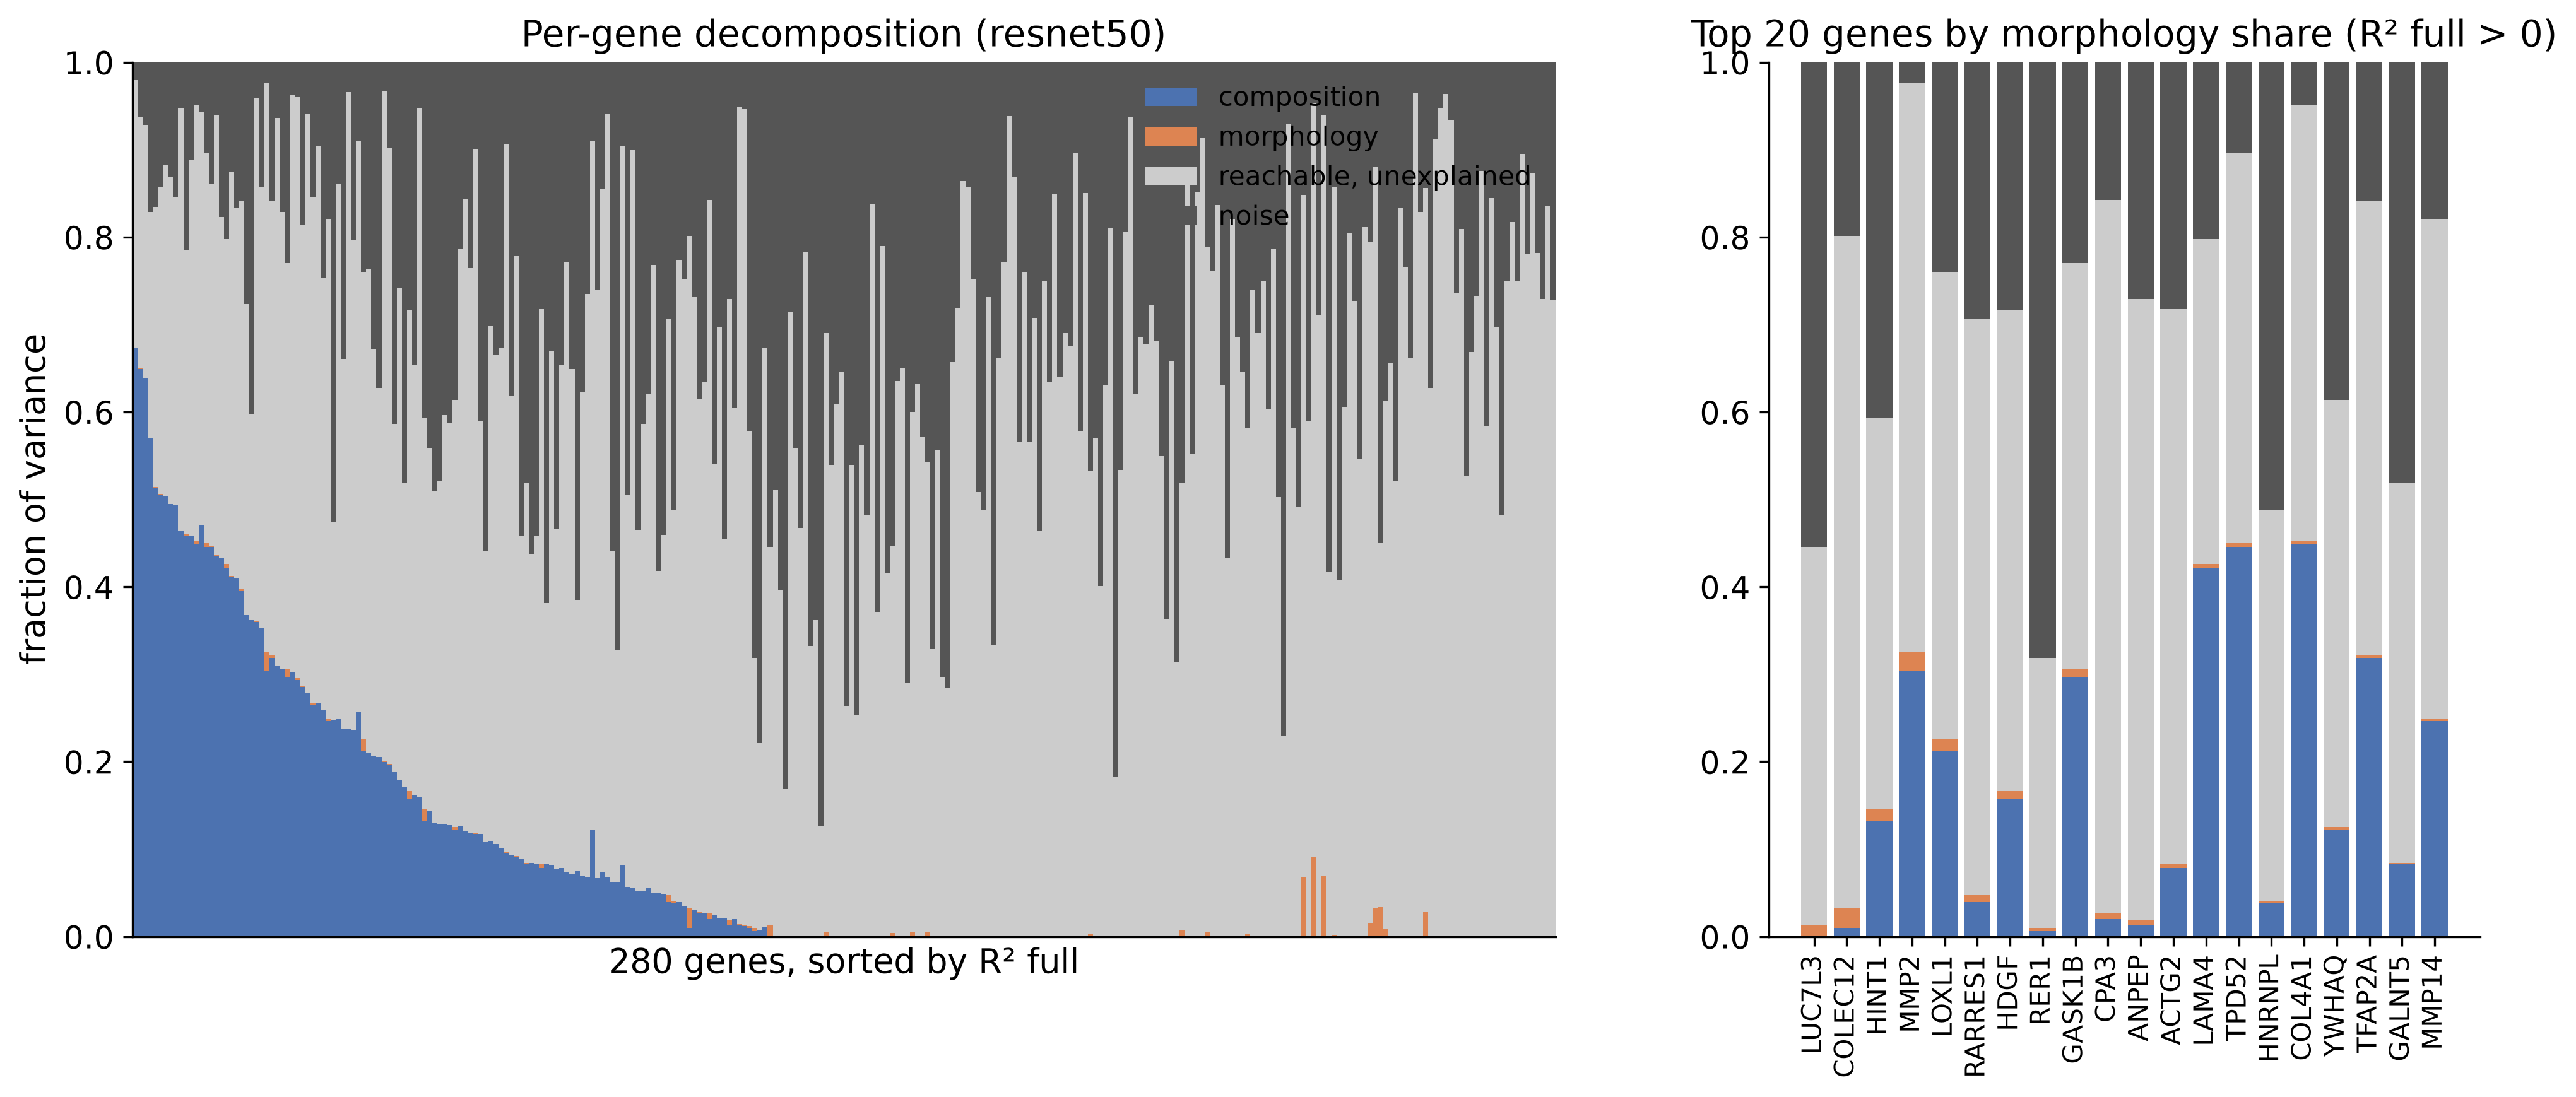 Per-gene decomposition (resnet50)
fraction of variance
1.0
0.8
0.6
0.4
0.2
0.0
composition
morphology
reachable, unexplained
noise
280 genes, sorted by R² full
Top 20 genes by morphology share (R² full > 0)
1.0
0.8
0.6
0.4
0.2
0.0
LUC7L3
COLEC12
HINT1
MMP2
LOXL1
RARRES1
HDGF
RER1
GASK1B
CPA3
ANPEP
ACTG2
LAMA4
TPD52
HNRNPL
COL4A1
YWHAQ
TFAP2A
GALNT5
MMP14